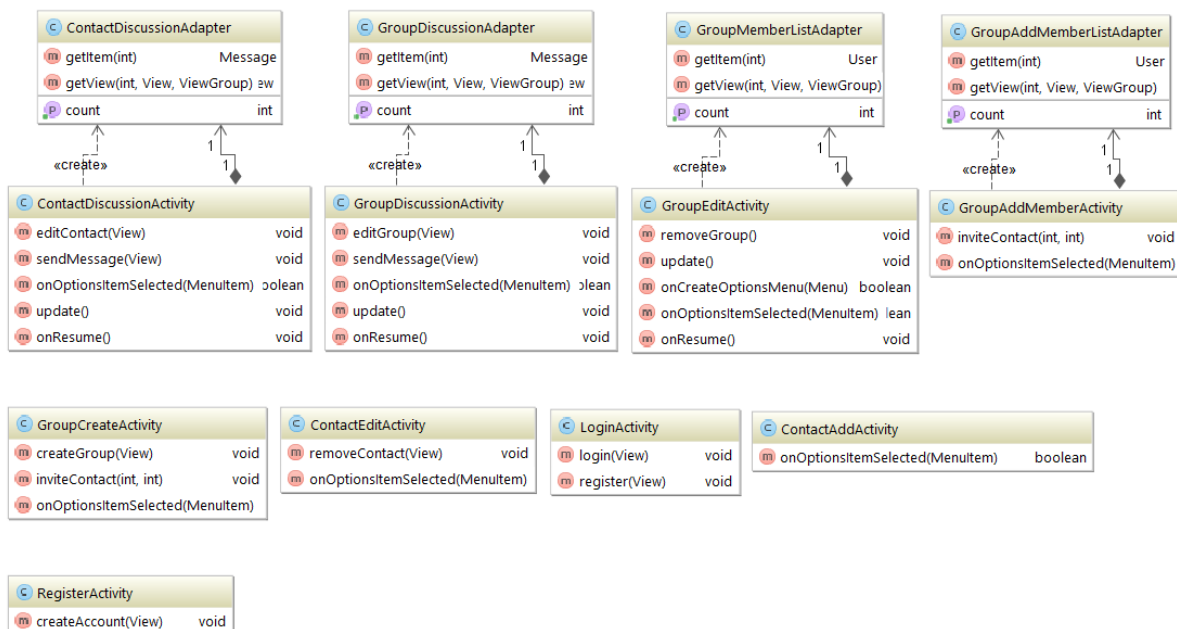 ContactDiscussionAdapter
getItem(int) Message
getView(int, View, ViewGroup) ew
count int
GroupDiscussionAdapter
getItem(int) Message
getView(int, View, ViewGroup) ew
count int
GroupMemberListAdapter
getItem(int) User
getView(int, View, ViewGroup)
count int
GroupAddMemberListAdapter
getItem(int) User
getView(int, View, ViewGroup)
count int
«create»
1
1
«create»
1
1
«create»
1
1
«create»
1
1
ContactDiscussionActivity
editContact(View) void
sendMessage(View) void
onOptionsItemSelected(MenuItem) boolean
update() void
onResume() void
GroupDiscussionActivity
editGroup(View) void
sendMessage(View) void
onOptionsItemSelected(MenuItem) lean
update() void
onResume() void
GroupEditActivity
removeGroup() void
update() void
onCreateOptionsMenu(Menu) boolean
onOptionsItemSelected(MenuItem) lean
onResume() void
GroupAddMemberActivity
inviteContact(int, int) void
onOptionsItemSelected(MenuItem)
GroupCreateActivity
createGroup(View) void
inviteContact(int, int) void
onOptionsItemSelected(MenuItem)
ContactEditActivity
removeContact(View) void
onOptionsItemSelected(MenuItem)
LoginActivity
login(View) void
register(View) void
ContactAddActivity
onOptionsItemSelected(MenuItem) boolean
RegisterActivity
createAccount(View) void